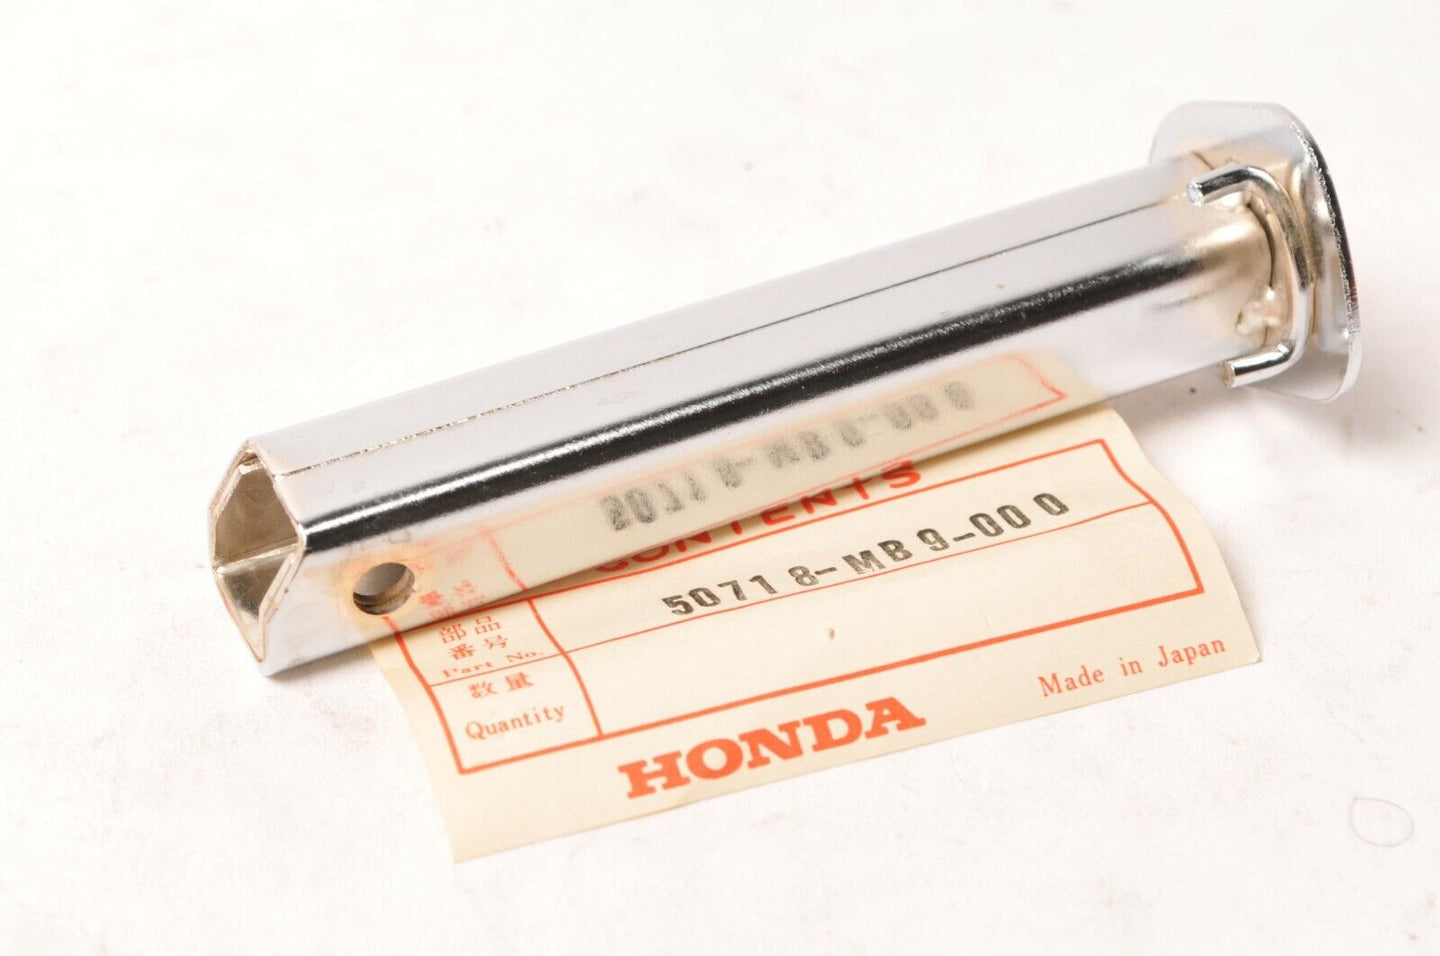 CONTENTS
部品
番号
Part No.
50718-MB9-000
数量
Quantity
HONDA
Made in Japan